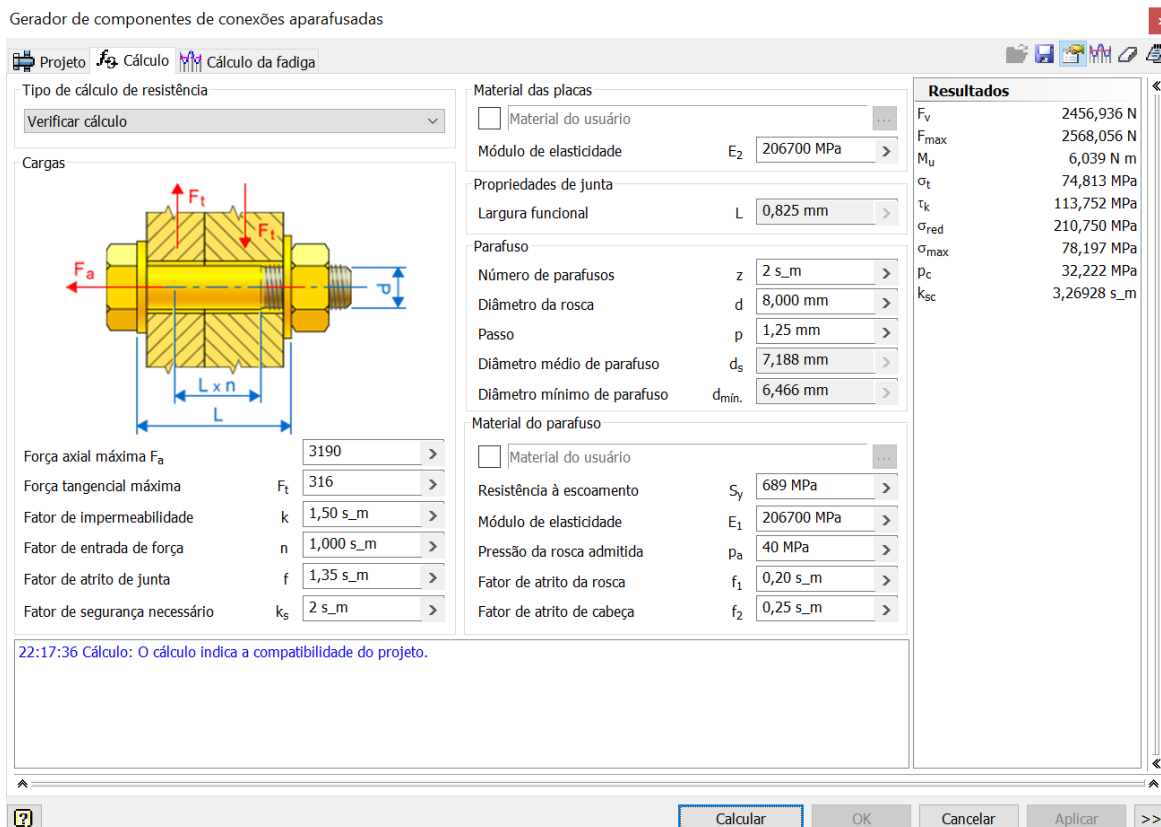 Gerador de componentes de conexões aparafusadas
Projeto
Cálculo
Cálculo da fadiga
Tipo de cálculo de resistência
Verificar cálculo
Cargas
Ft
Ft
Fa
d
L x n
L
Força axial máxima Fa 3190
Força tangencial máxima Ft 316
Fator de impermeabilidade k 1,50 s_m
Fator de entrada de força n 1,000 s_m
Fator de atrito de junta f 1,35 s_m
Fator de segurança necessário ks 2 s_m
Material das placas
Material do usuário ...
Módulo de elasticidade E2 206700 MPa
Propriedades de junta
Largura funcional L 0,825 mm
Parafuso
Número de parafusos z 2 s_m
Diâmetro da rosca d 8,000 mm
Passo p 1,25 mm
Diâmetro médio de parafuso ds 7,188 mm
Diâmetro mínimo de parafuso dmín. 6,466 mm
Material do parafuso
Material do usuário ...
Resistência à escoamento Sy 689 MPa
Módulo de elasticidade E1 206700 MPa
Pressão da rosca admitida pa 40 MPa
Fator de atrito da rosca f1 0,20 s_m
Fator de atrito de cabeça f2 0,25 s_m
Resultados
Fv 2456,936 N
Fmax 2568,056 N
Mu 6,039 N m
σt 74,813 MPa
τk 113,752 MPa
σred 210,750 MPa
σmax 78,197 MPa
pc 32,222 MPa
ksc 3,26928 s_m
22:17:36 Cálculo: O cálculo indica a compatibilidade do projeto.
?
Calcular
OK
Cancelar
Aplicar
>>